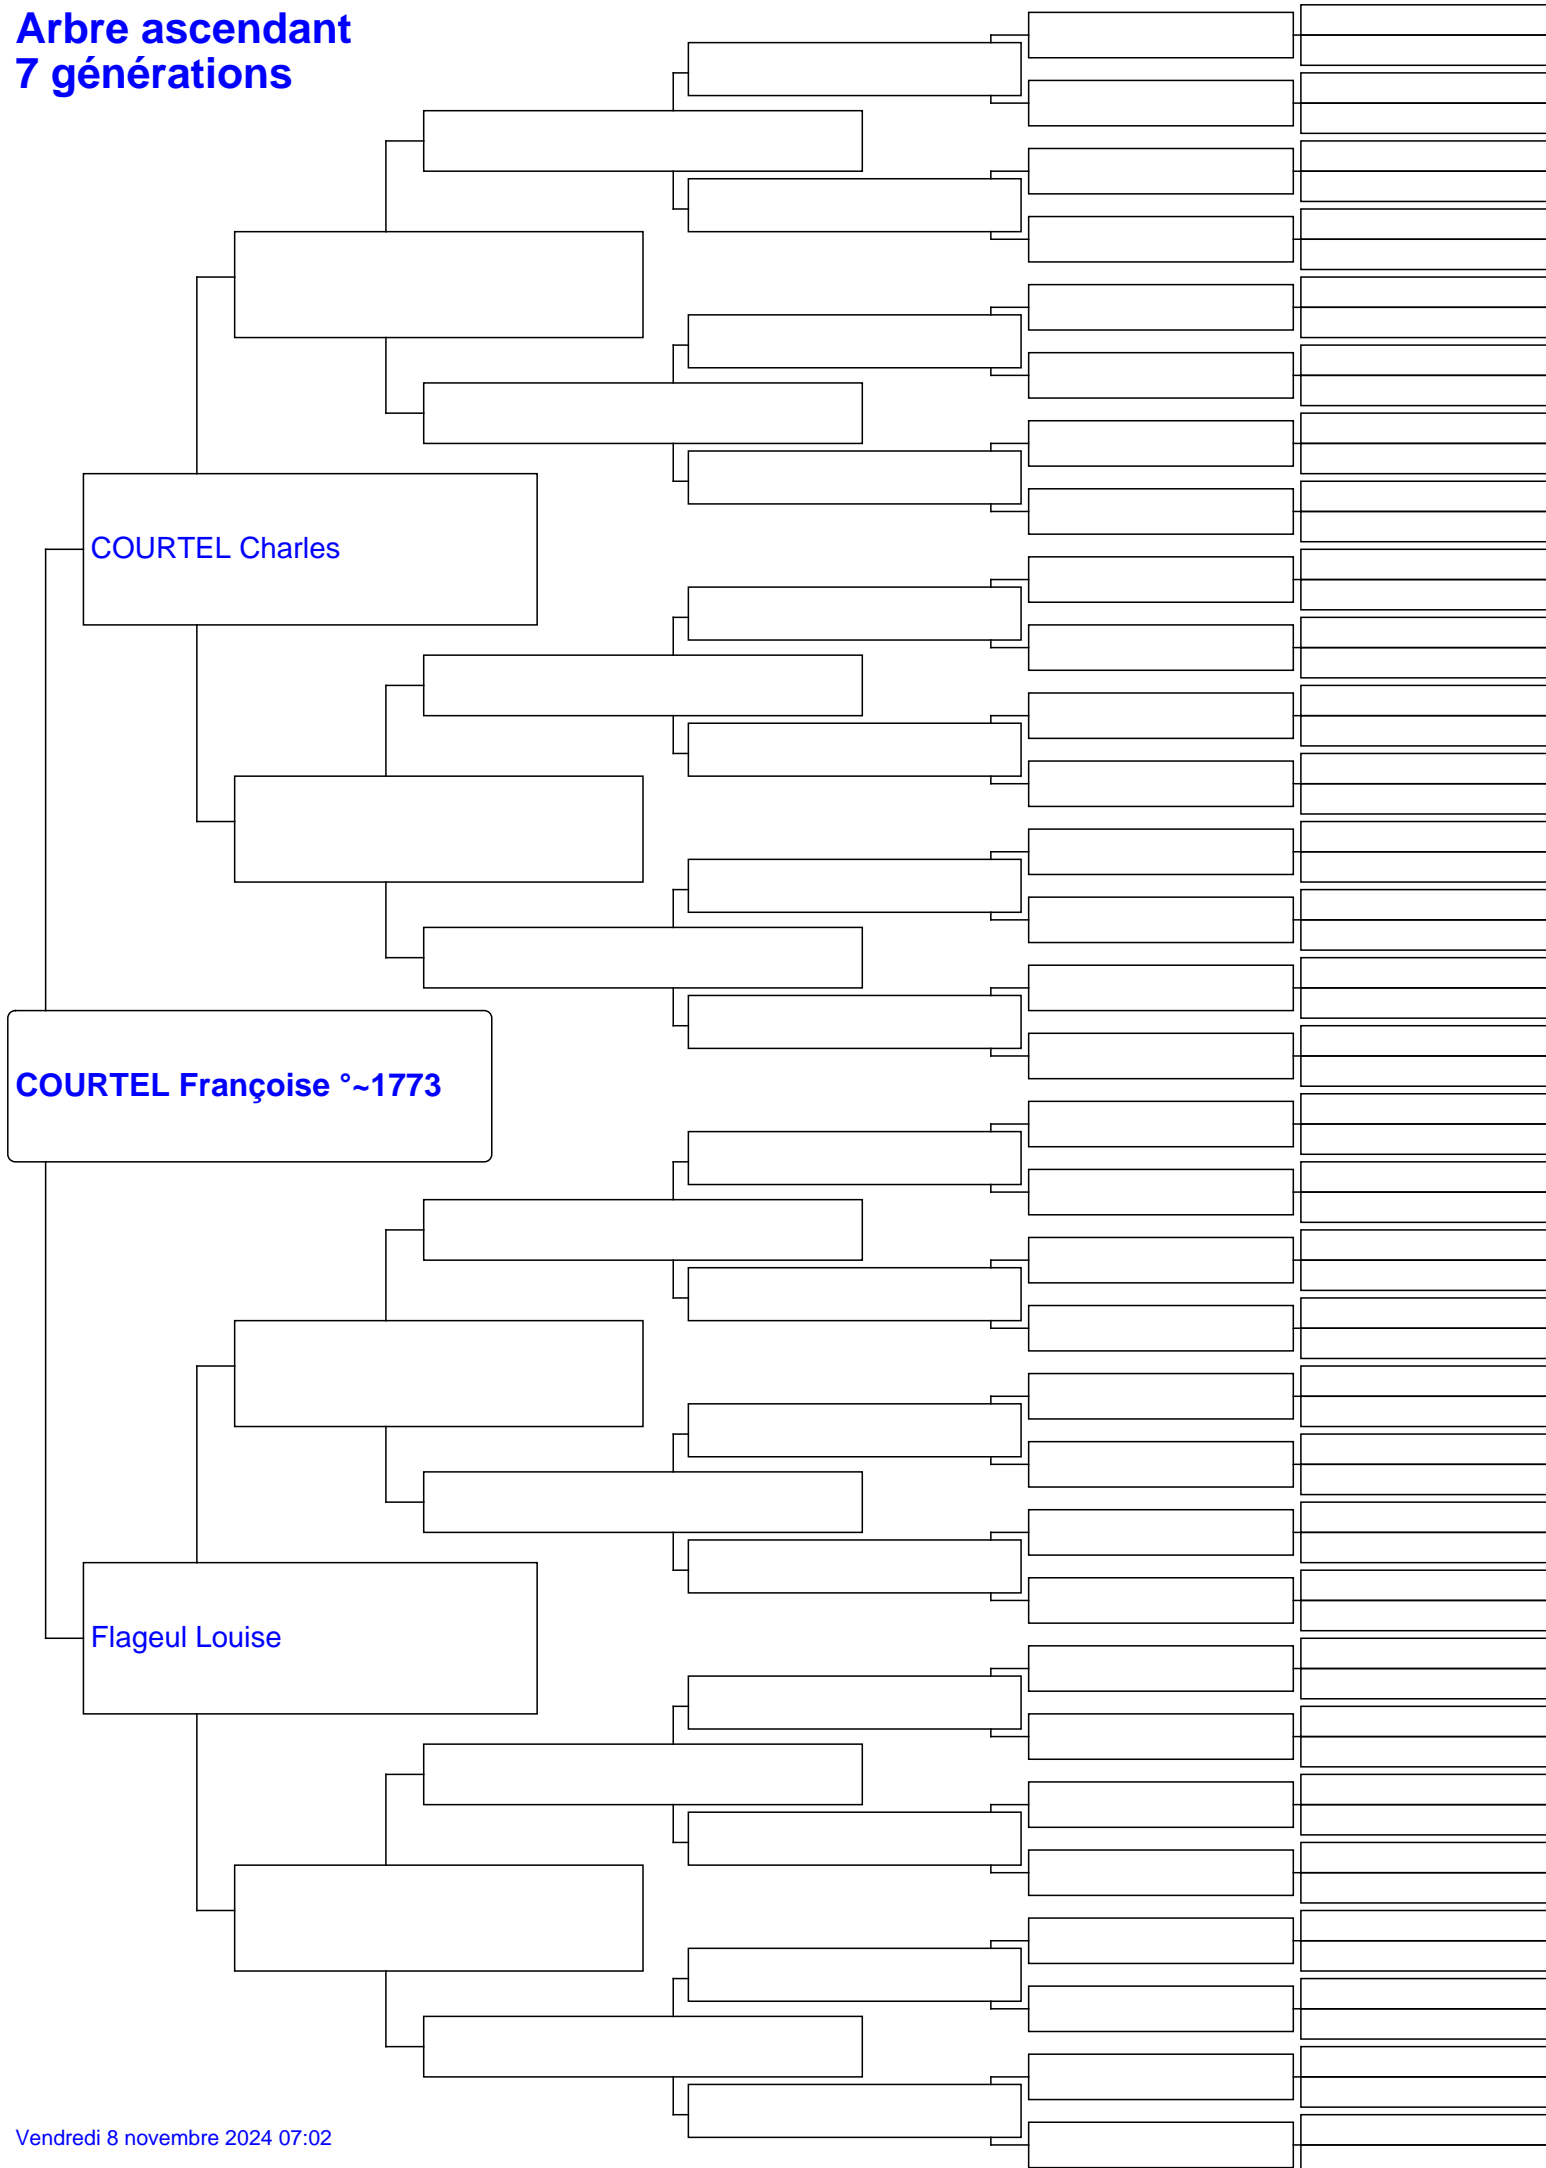 Arbre ascendant
7 générations
COURTEL Charles
COURTEL Françoise °~1773
Flageul Louise
Vendredi 8 novembre 2024 07:02